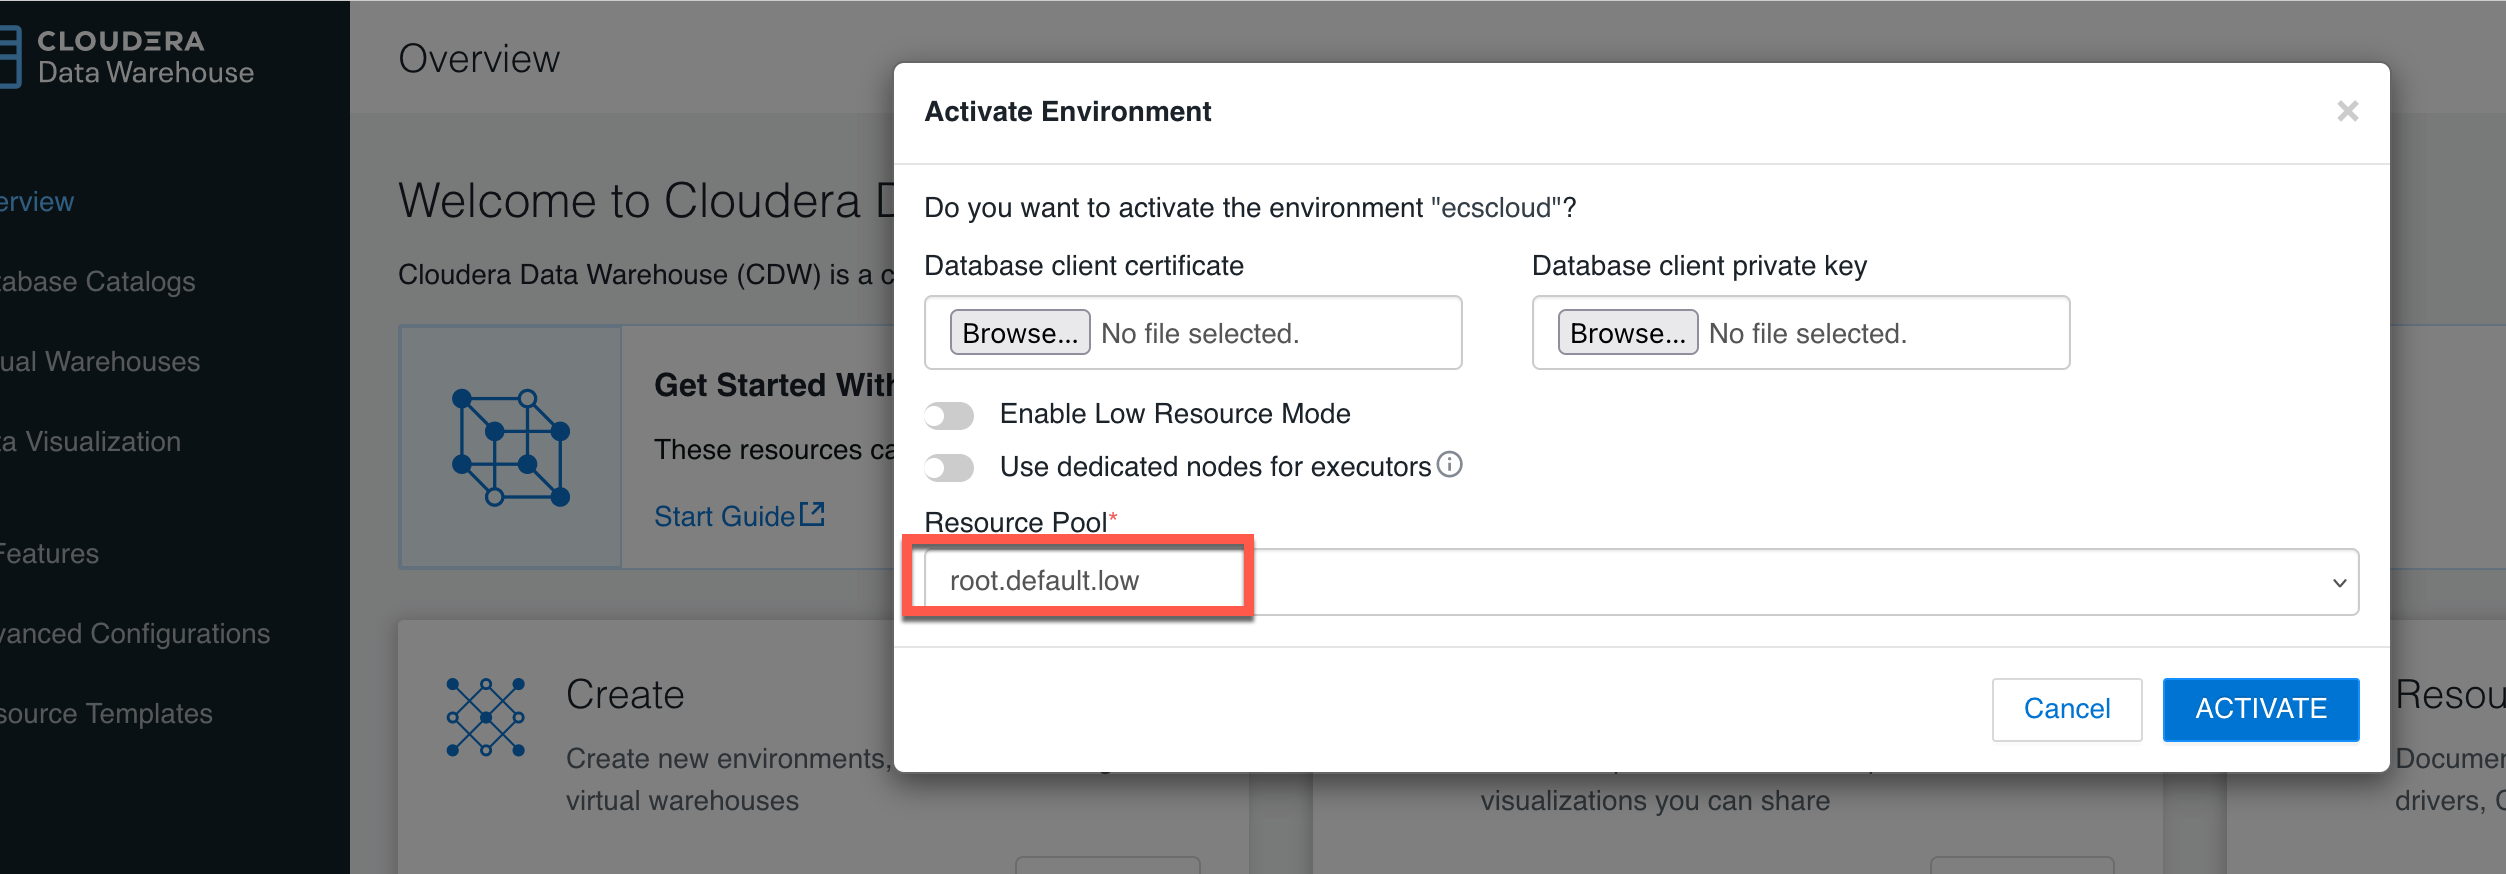 CLOUDERA
Data Warehouse
erview
tabase Catalogs
ual Warehouses
ta Visualization
Features
vanced Configurations
source Templates
Overview
Welcome to Cloudera D
Cloudera Data Warehouse (CDW) is a c
Get Started With
These resources ca
Start Guide
Create
Create new environments,
virtual warehouses
visualizations you can share
Resou
Documen
drivers, C
Activate Environment
Do you want to activate the environment "ecscloud"?
Database client certificate
Browse... No file selected.
Database client private key
Browse... No file selected.
Enable Low Resource Mode
Use dedicated nodes for executors
Resource Pool*
root.default.low
Cancel
ACTIVATE